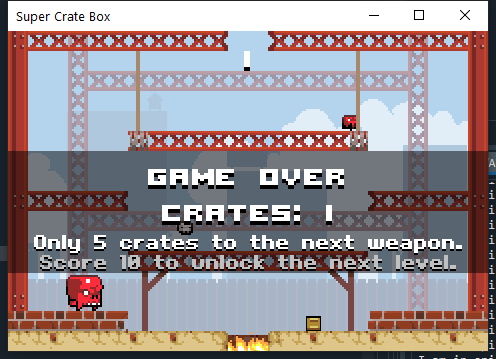 Super Crate Box
1
GAME OVER
CRATES: 1
Only 5 crates to the next weapon.
Score 10 to unlock the next level.